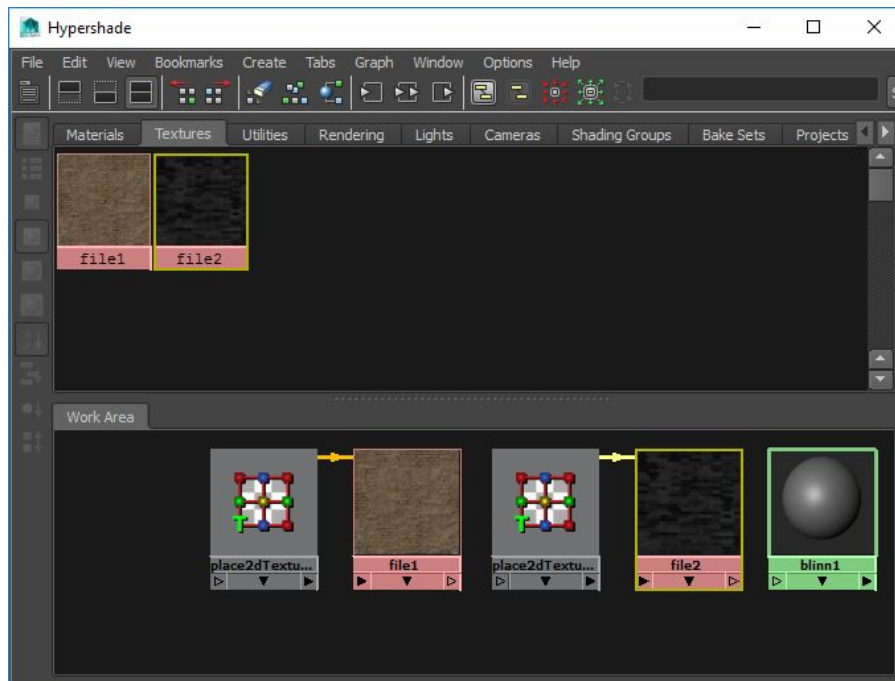 Hypershade
File Edit View Bookmarks Create Tabs Graph Window Options Help
Materials Textures Utilities Rendering Lights Cameras Shading Groups Bake Sets Projects
file1 file2
Work Area
place2dTextu... file1 place2dTextu... file2 blinn1